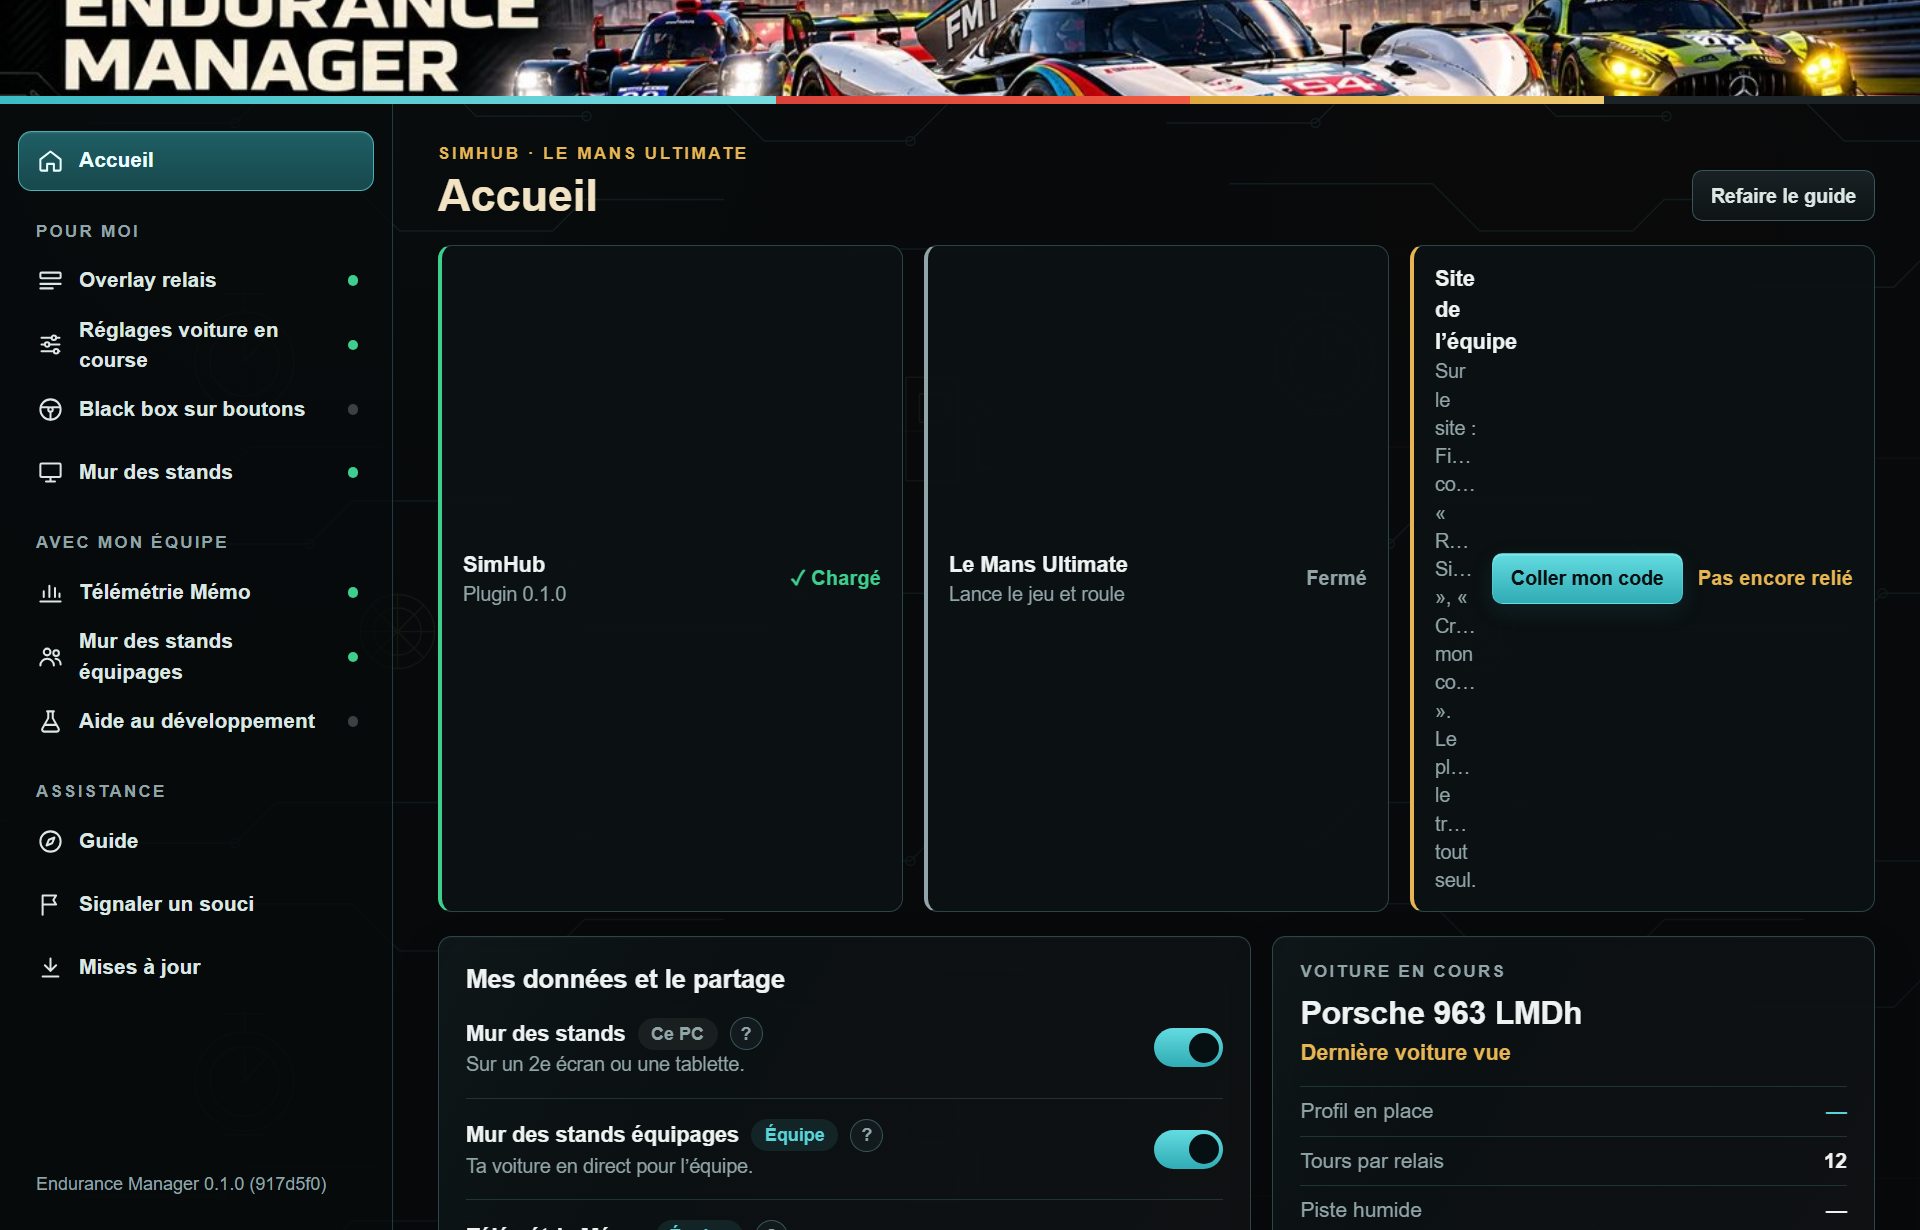 ENDURANCE
MANAGER
FMT
54
Accueil
POUR MOI
Overlay relais
Réglages voiture en
course
Black box sur boutons
Mur des stands
AVEC MON ÉQUIPE
Télémétrie Mémo
Mur des stands
équipages
Aide au développement
ASSISTANCE
Guide
Signaler un souci
Mises à jour
Endurance Manager 0.1.0 (917d5f0)
SIMHUB · LE MANS ULTIMATE
Accueil
Refaire le guide
SimHub
Plugin 0.1.0
✓ Chargé
Le Mans Ultimate
Lance le jeu et roule
Fermé
Site
de
l’équipe
Sur
le
site :
Fi…
co…
«
R…
Si…
», «
Cr…
mon
co…
».
Le
pl…
le
tr…
tout
seul.
Coller mon code
Pas encore relié
Mes données et le partage
Mur des stands Ce PC ?
Sur un 2e écran ou une tablette.
Mur des stands équipages Équipe ?
Ta voiture en direct pour l’équipe.
VOITURE EN COURS
Porsche 963 LMDh
Dernière voiture vue
Profil en place —
Tours par relais 12
Piste humide —